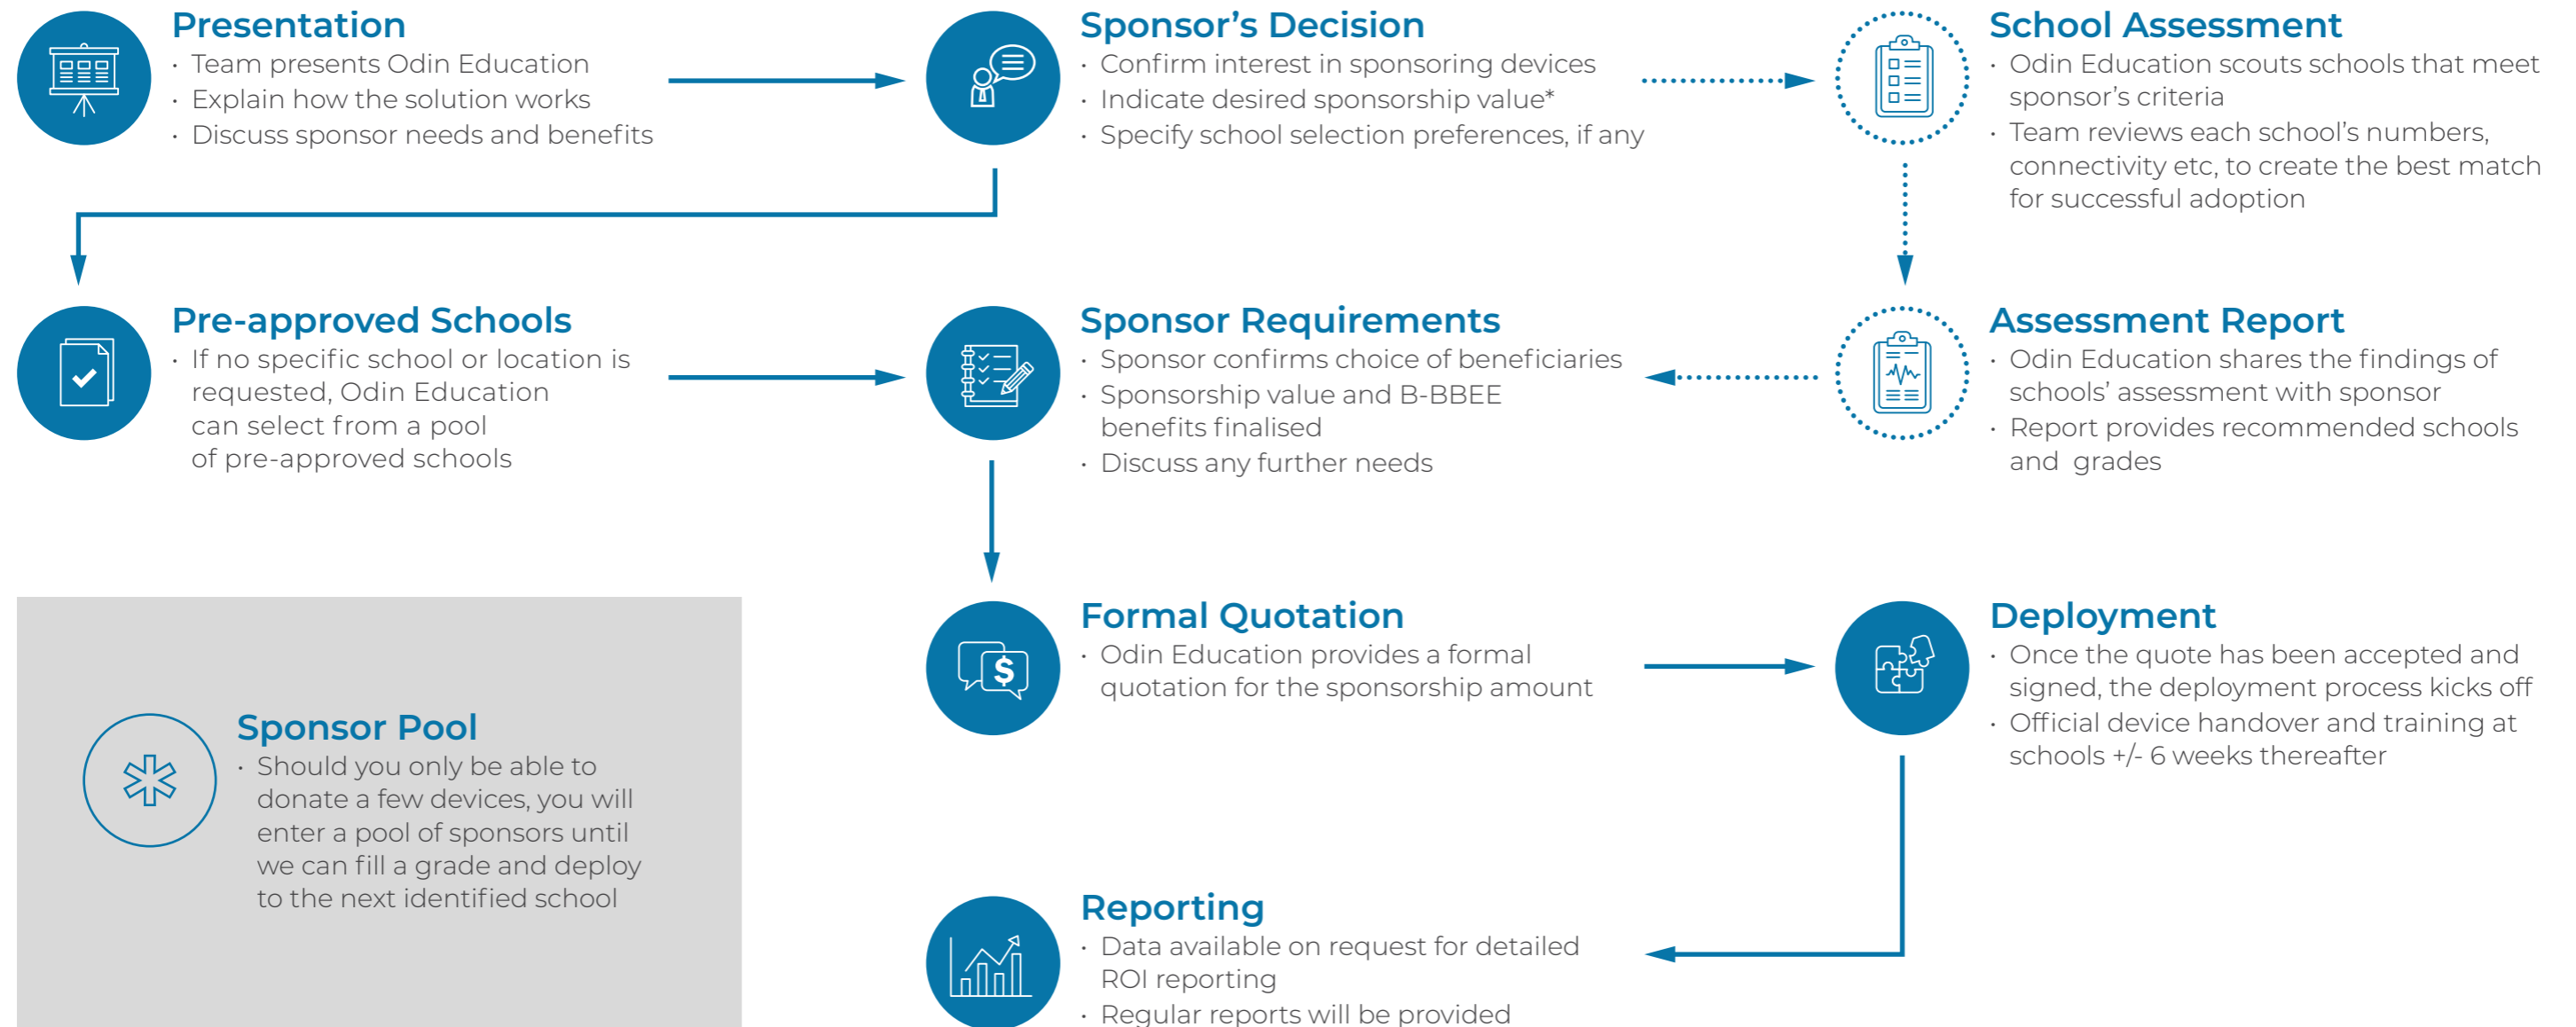 Presentation
· Team presents Odin Education
· Explain how the solution works
· Discuss sponsor needs and benefits
Sponsor's Decision
· Confirm interest in sponsoring devices
· Indicate desired sponsorship value*
· Specify school selection preferences, if any
School Assessment
· Odin Education scouts schools that meet
sponsor's criteria
· Team reviews each school's numbers,
connectivity etc, to create the best match
for successful adoption
Pre-approved Schools
· If no specific school or location is
requested, Odin Education
can select from a pool
of pre-approved schools
Sponsor Requirements
· Sponsor confirms choice of beneficiaries
· Sponsorship value and B-BBEE
benefits finalised
· Discuss any further needs
Assessment Report
· Odin Education shares the findings of
schools' assessment with sponsor
· Report provides recommended schools
and grades
Sponsor Pool
· Should you only be able to
donate a few devices, you will
enter a pool of sponsors until
we can fill a grade and deploy
to the next identified school
$
Formal Quotation
· Odin Education provides a formal
quotation for the sponsorship amount
Deployment
· Once the quote has been accepted and
signed, the deployment process kicks off
· Official device handover and training at
schools +/- 6 weeks thereafter
Reporting
· Data available on request for detailed
ROI reporting
· Regular reports will be provided